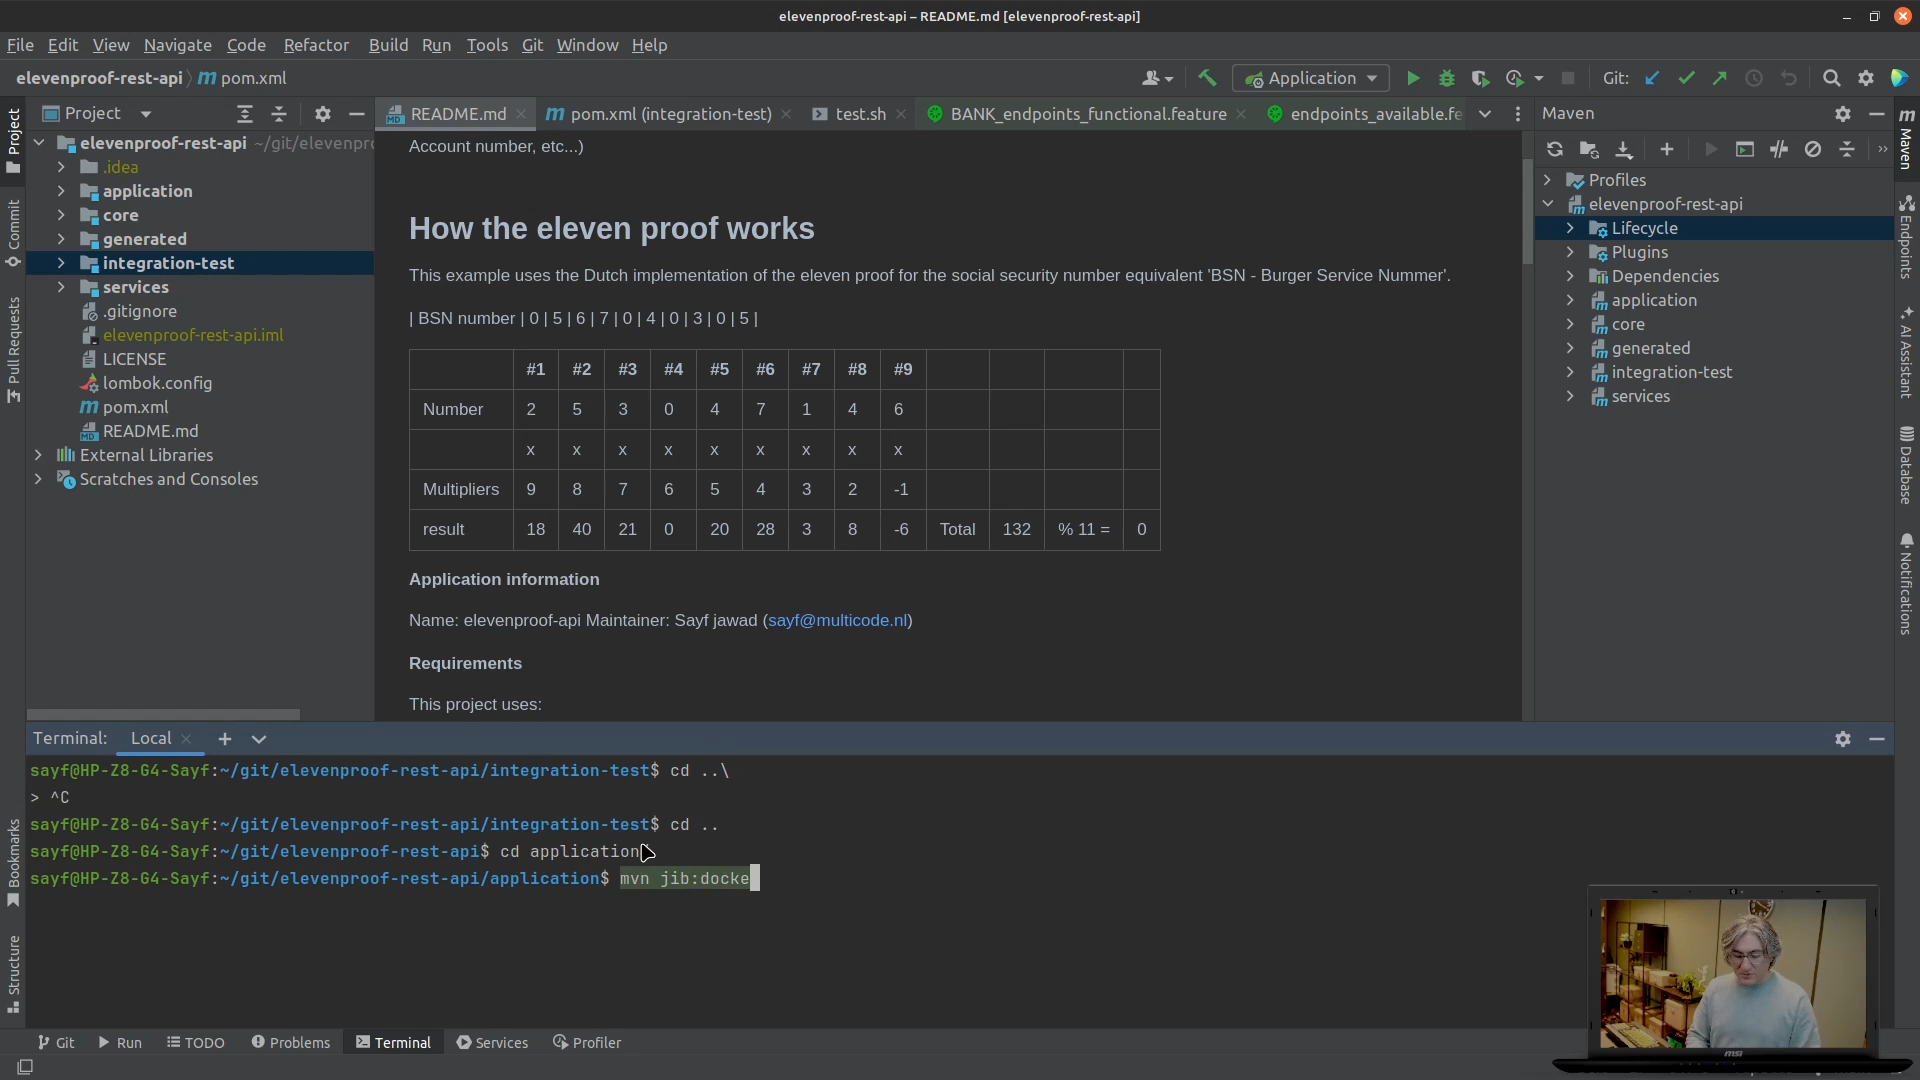 elevenproof-rest-api – README.md [elevenproof-rest-api]
File Edit View Navigate Code Refactor Build Run Tools Git Window Help
elevenproof-rest-api pom.xml Application Git:
Project
README.md pom.xml (integration-test) test.sh BANK_endpoints_functional.feature endpoints_available.fe
Maven
elevenproof-rest-api ~/git/elevenpro
.idea
application
core
generated
integration-test
services
.gitignore
elevenproof-rest-api.iml
LICENSE
lombok.config
pom.xml
README.md
External Libraries
Scratches and Consoles
Account number, etc...)
How the eleven proof works
This example uses the Dutch implementation of the eleven proof for the social security number equivalent 'BSN - Burger Service Nummer'.
| BSN number | 0 | 5 | 6 | 7 | 0 | 4 | 0 | 3 | 0 | 5 |
#1 #2 #3 #4 #5 #6 #7 #8 #9
Number 2 5 3 0 4 7 1 4 6
x x x x x x x x x
Multipliers 9 8 7 6 5 4 3 2 -1
result 18 40 21 0 20 28 3 8 -6 Total 132 % 11 = 0
Application information
Name: elevenproof-api Maintainer: Sayf jawad (sayf@multicode.nl)
Requirements
This project uses:
Profiles
elevenproof-rest-api
Lifecycle
Plugins
Dependencies
application
core
generated
integration-test
services
Project
Commit
Pull Requests
Bookmarks
Structure
Maven
Endpoints
AI Assistant
Database
Notifications
Terminal: Local
sayf@HP-Z8-G4-Sayf:~/git/elevenproof-rest-api/integration-test$ cd ..\
> ^C
sayf@HP-Z8-G4-Sayf:~/git/elevenproof-rest-api/integration-test$ cd ..
sayf@HP-Z8-G4-Sayf:~/git/elevenproof-rest-api$ cd application
sayf@HP-Z8-G4-Sayf:~/git/elevenproof-rest-api/application$ mvn jib:docke
Git Run TODO Problems Terminal Services Profiler
msi